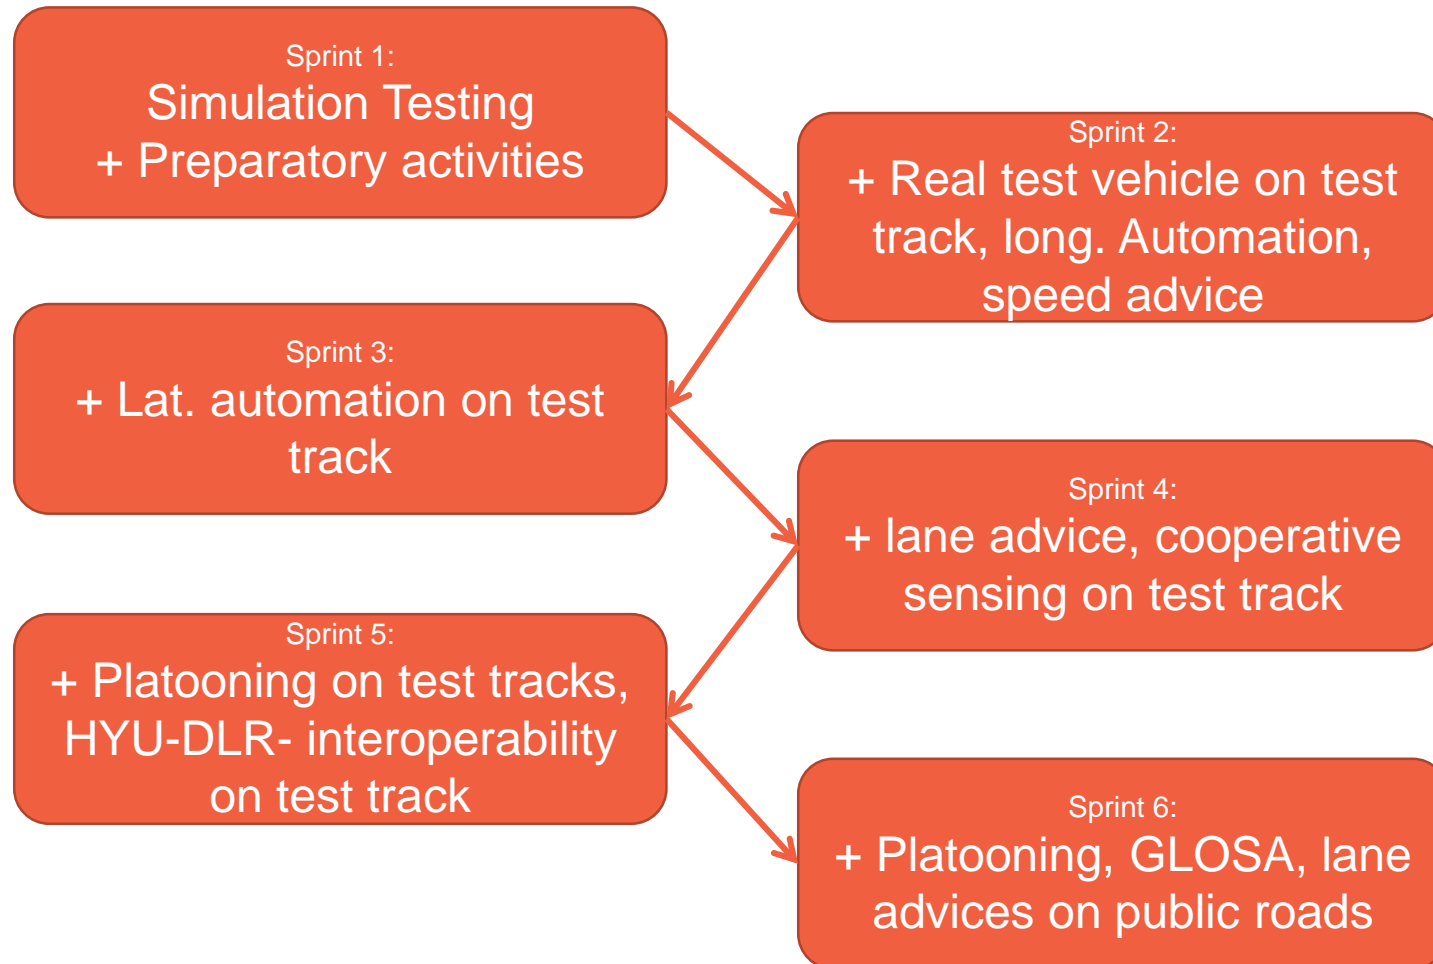 Sprint 1:
Simulation Testing
+ Preparatory activities
Sprint 2:
+ Real test vehicle on test
track, long. Automation,
speed advice
Sprint 3:
+ Lat. automation on test
track
Sprint 4:
+ lane advice, cooperative
sensing on test track
Sprint 5:
+ Platooning on test tracks,
HYU-DLR- interoperability
on test track
Sprint 6:
+ Platooning, GLOSA, lane
advices on public roads